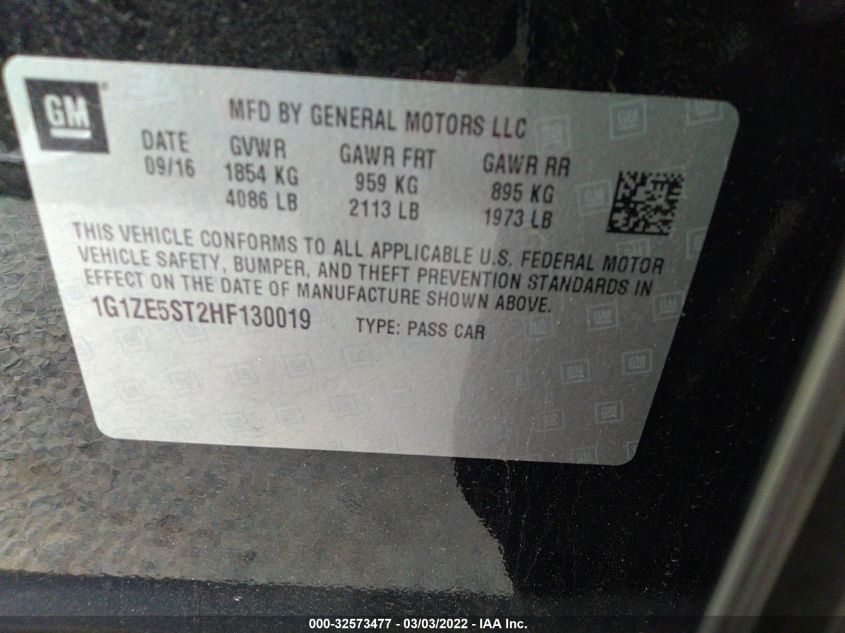 GM
MFD BY GENERAL MOTORS LLC
DATE GVWR GAWR FRT GAWR RR
09/16 1854 KG 959 KG 895 KG
4086 LB 2113 LB 1973 LB
THIS VEHICLE CONFORMS TO ALL APPLICABLE U.S. FEDERAL MOTOR
VEHICLE SAFETY, BUMPER, AND THEFT PREVENTION STANDARDS IN
EFFECT ON THE DATE OF MANUFACTURE SHOWN ABOVE.
1G1ZE5ST2HF130019 TYPE: PASS CAR
000-32573477 - 03/03/2022 - IAA Inc.